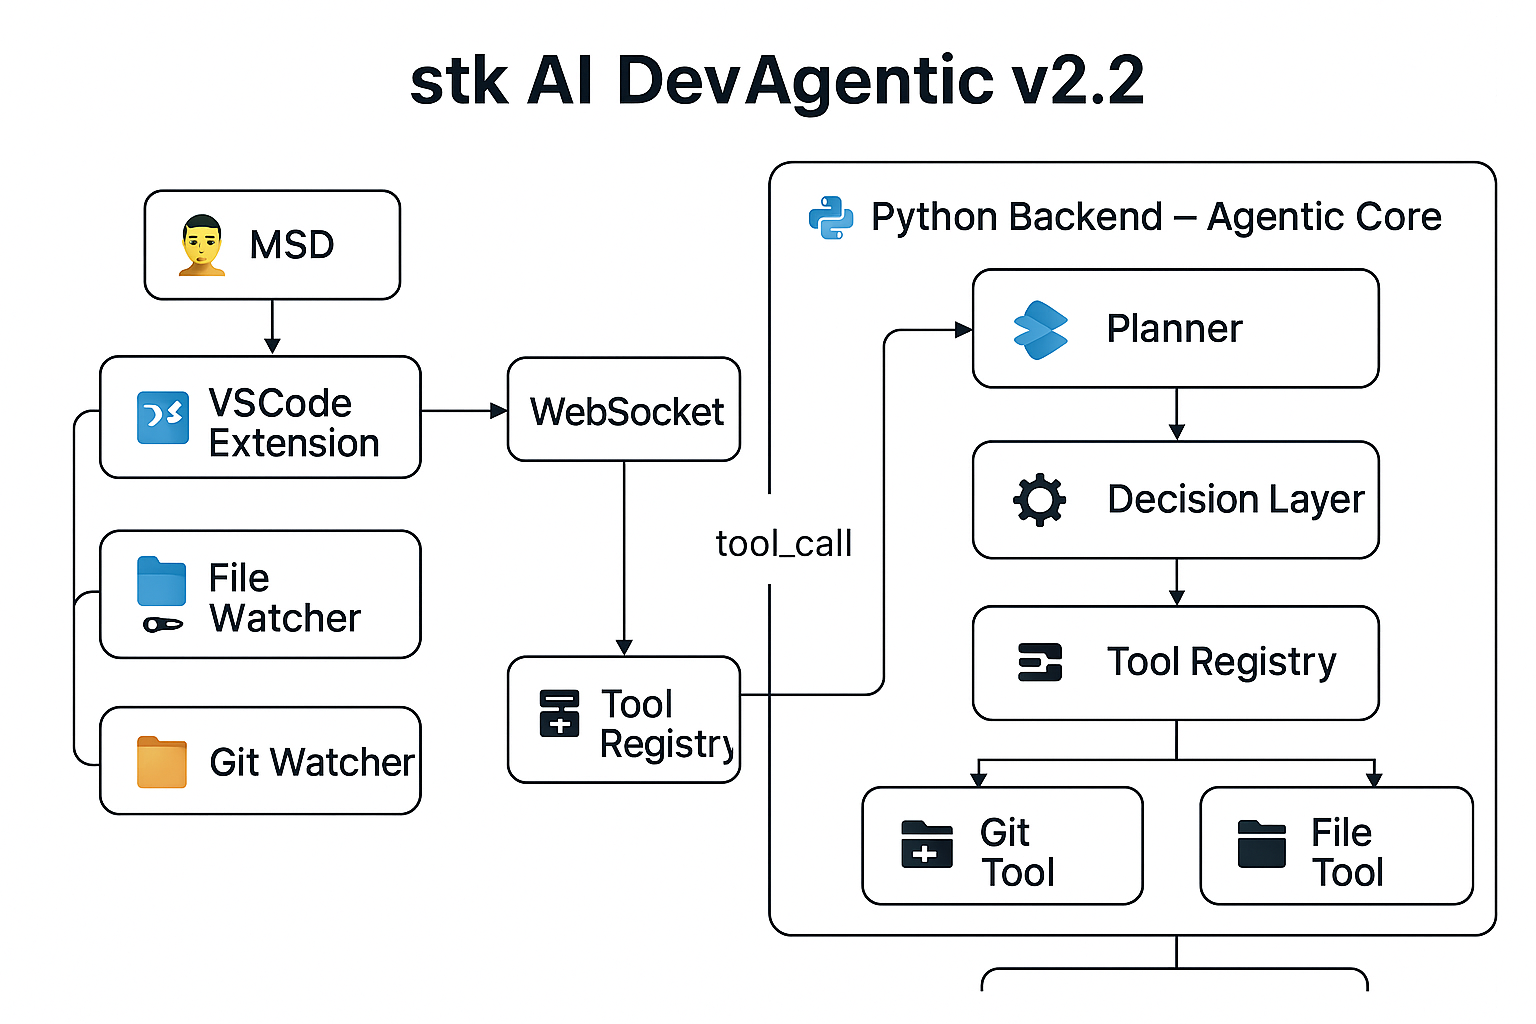 stk AI DevAgentic v2.2
MSD
VSCode
Extension
File
Watcher
Git Watcher
WebSocket
Tool
Registry
tool_call
Python Backend – Agentic Core
Planner
Decision Layer
Tool Registry
Git
Tool
File
Tool